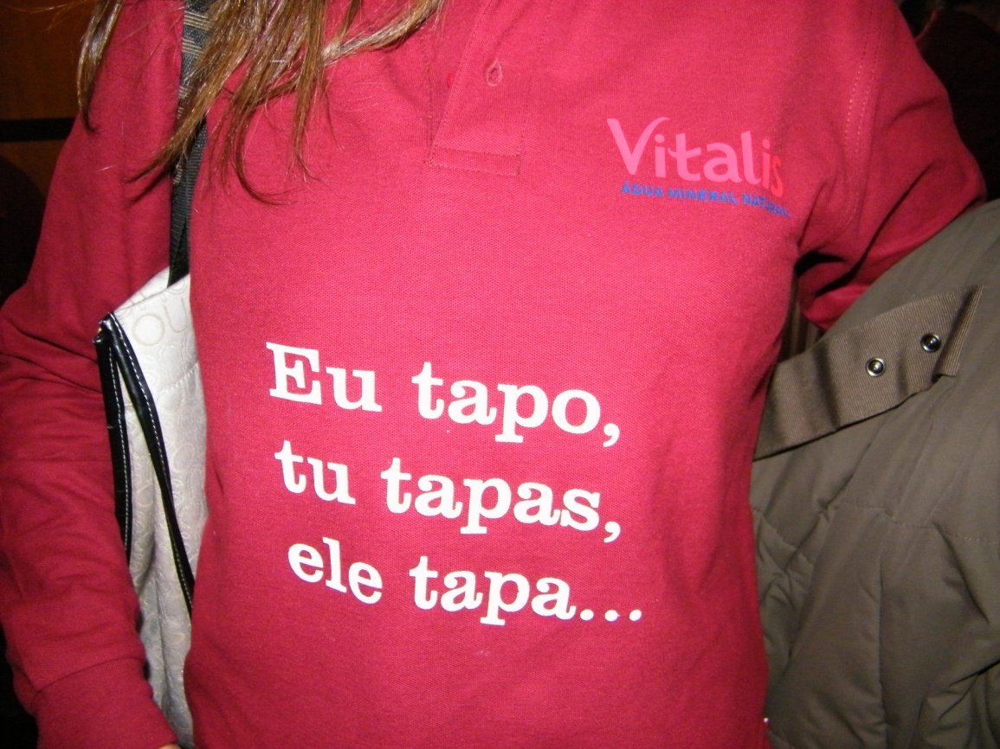 Vitalis
ÁGUA MINERAL NATURAL
Eu tapo,
tu tapas,
ele tapa...